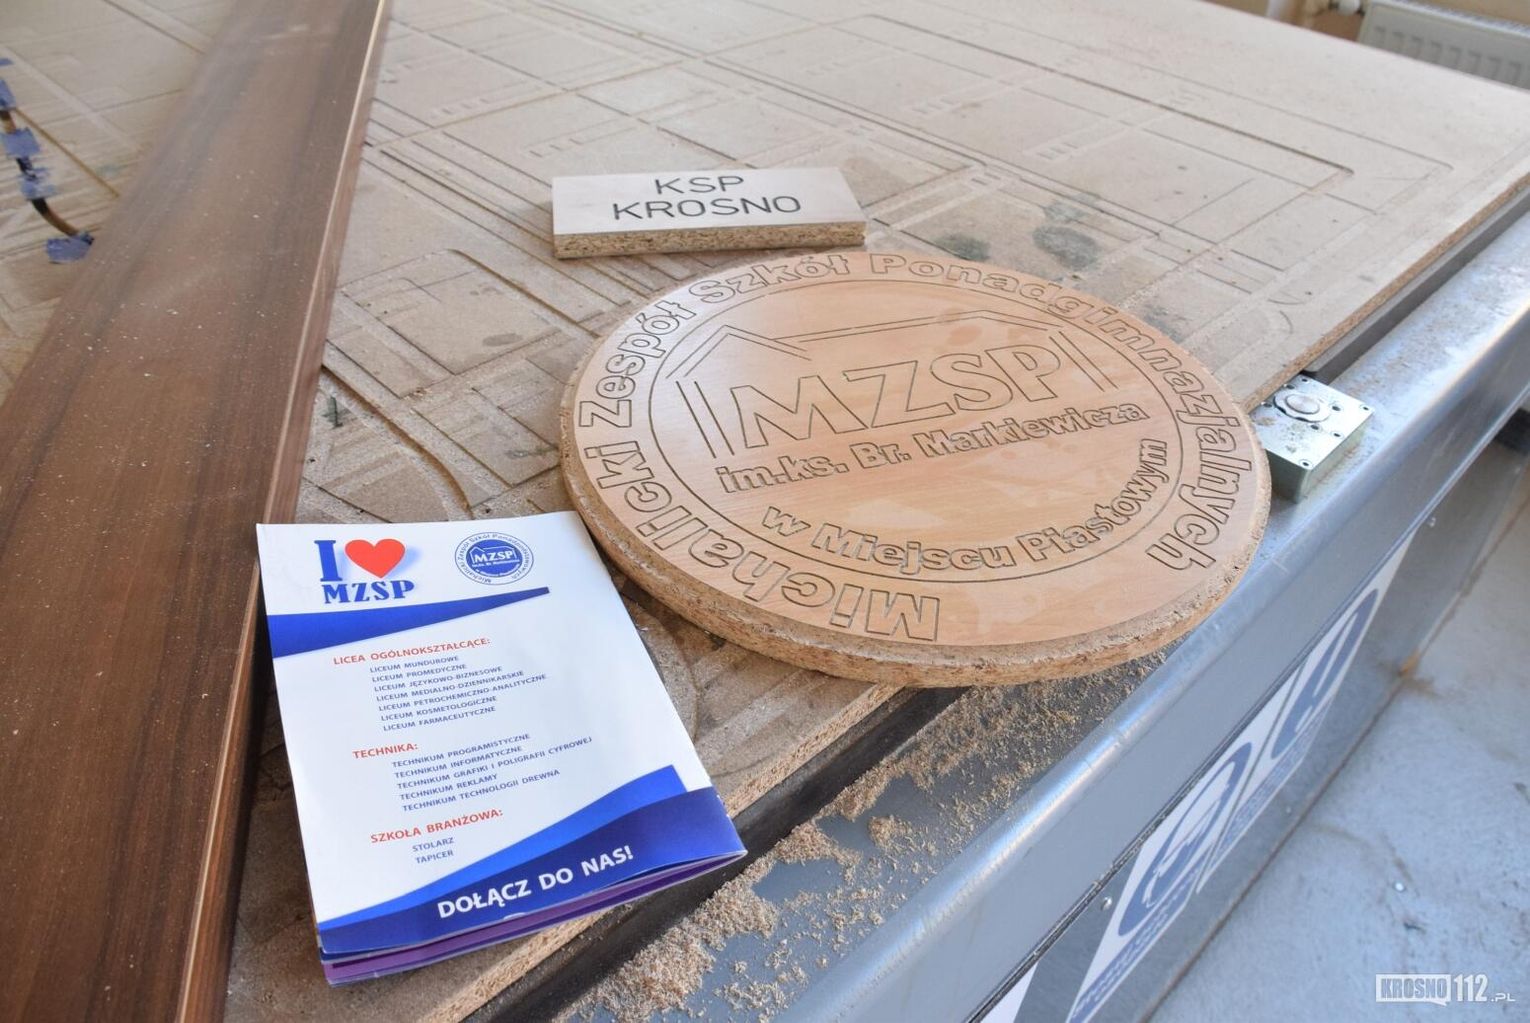 KSP
KROSNO
Michalicki Zespół Szkół Ponadgimnazjalnych
MZSP
im.ks. Br. Markiewicza
w Miejscu Piastowym
I
MZSP
MZSP
LICEA OGÓLNOKSZTAŁCĄCE:
LICEUM MUNDUROWE
LICEUM PROMEDYCZNE
LICEUM JĘZYKOWO-BIZNESOWE
LICEUM MEDIALNO-DZIENNIKARSKIE
LICEUM PETROCHEMICZNO-ANALITYCZNE
LICEUM KOSMETOLOGICZNE
LICEUM FARMACEUTYCZNE
TECHNIKA:
TECHNIKUM PROGRAMISTYCZNE
TECHNIKUM INFORMATYCZNE
TECHNIKUM GRAFIKI I POLIGRAFII CYFROWEJ
TECHNIKUM REKLAMY
TECHNIKUM TECHNOLOGII DREWNA
SZKOŁA BRANŻOWA:
STOLARZ
TAPICER
DOŁĄCZ DO NAS!
KROSNO112.PL